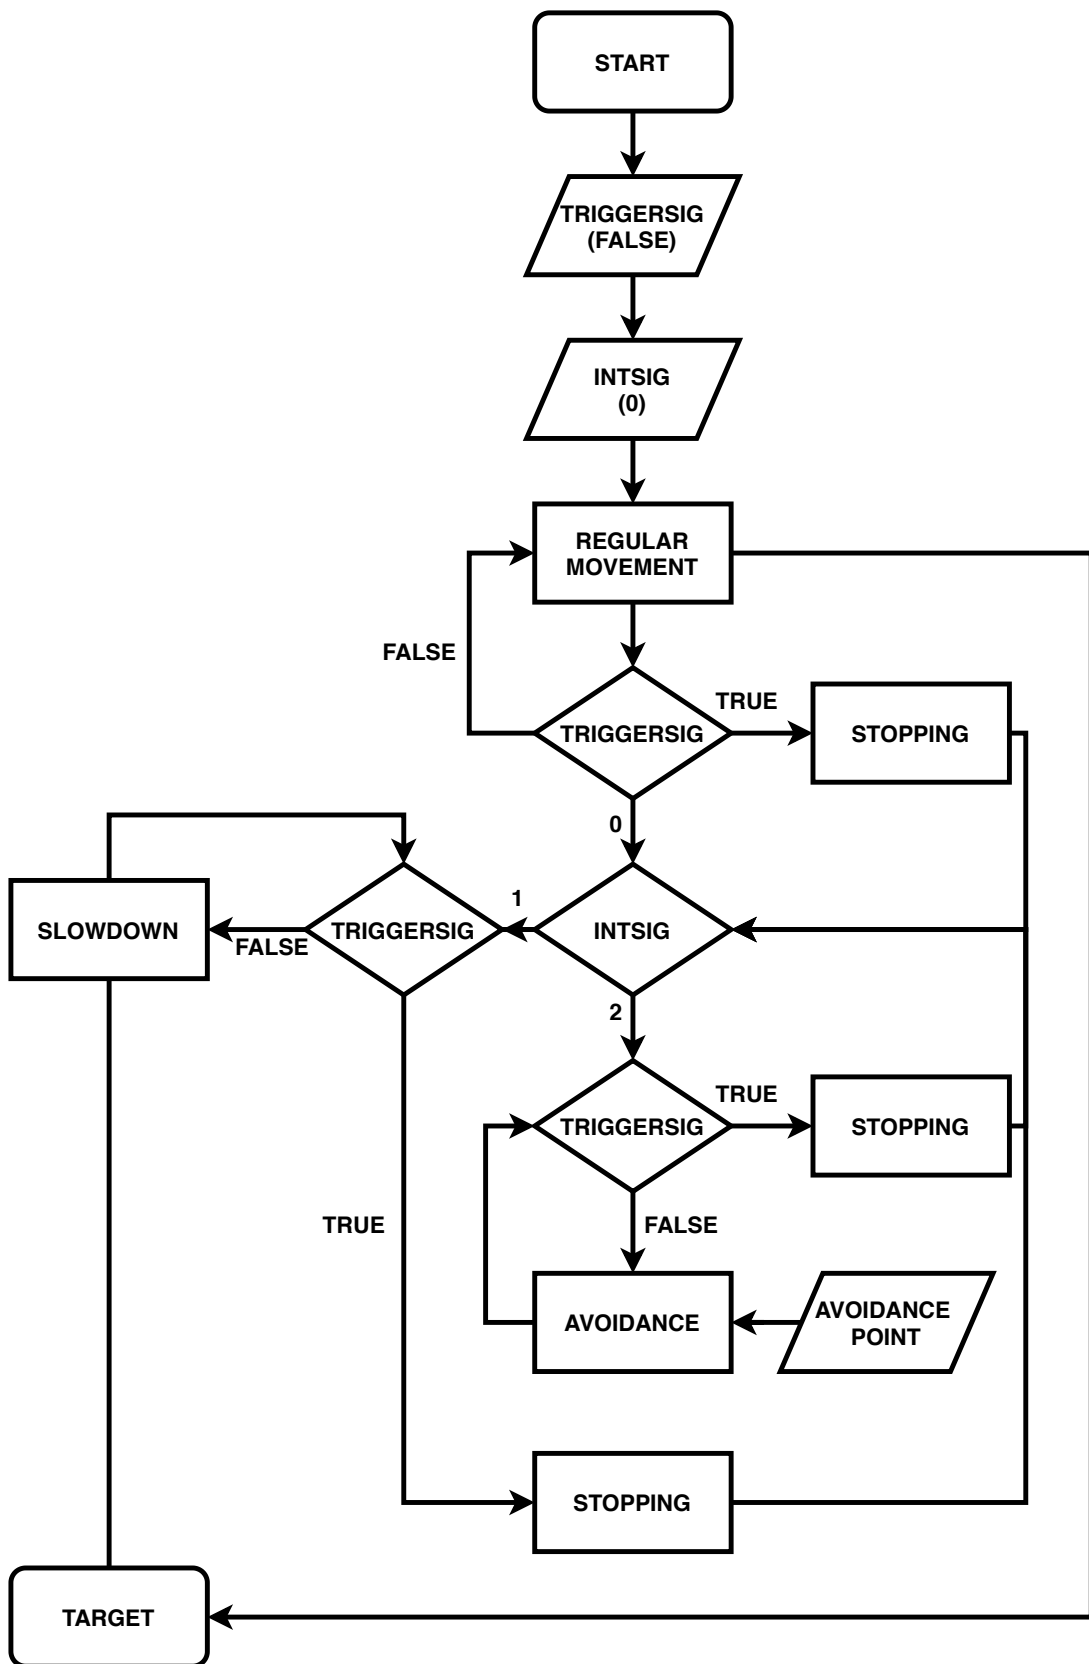 START
TRIGGERSIG
(FALSE)
INTSIG
(0)
REGULAR
MOVEMENT
FALSE
TRIGGERSIG
TRUE
STOPPING
0
SLOWDOWN
FALSE
TRIGGERSIG
1
INTSIG
2
TRIGGERSIG
TRUE
STOPPING
TRUE
FALSE
AVOIDANCE
AVOIDANCE
POINT
STOPPING
TARGET